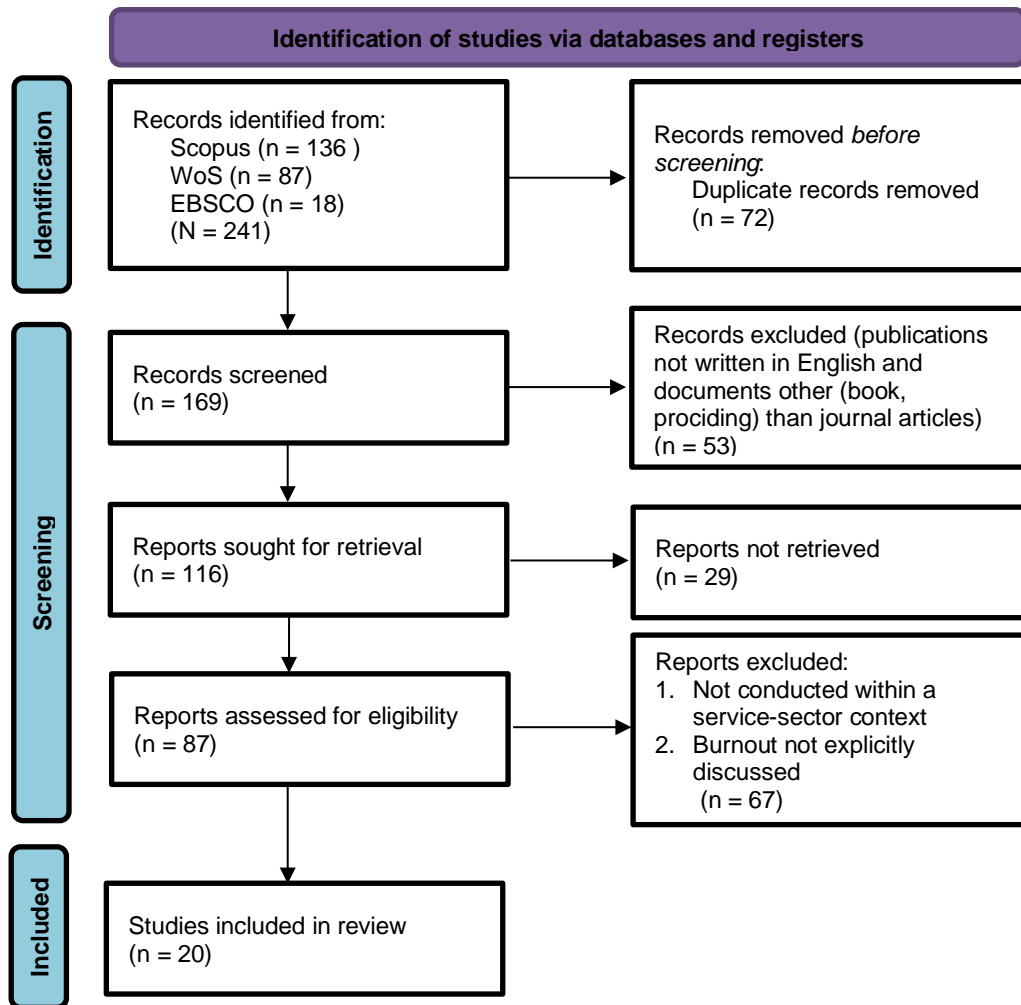 Identification of studies via databases and registers
Identification
Records identified from:
Scopus (n = 136 )
WoS (n = 87)
EBSCO (n = 18)
(N = 241)
Records removed before
screening:
Duplicate records removed
(n = 72)
Screening
Records screened
(n = 169)
Records excluded (publications
not written in English and
documents other (book,
prociding) than journal articles)
(n = 53)
Reports sought for retrieval
(n = 116)
Reports not retrieved
(n = 29)
Reports assessed for eligibility
(n = 87)
Reports excluded:
1. Not conducted within a
service-sector context
2. Burnout not explicitly
discussed
(n = 67)
Included
Studies included in review
(n = 20)